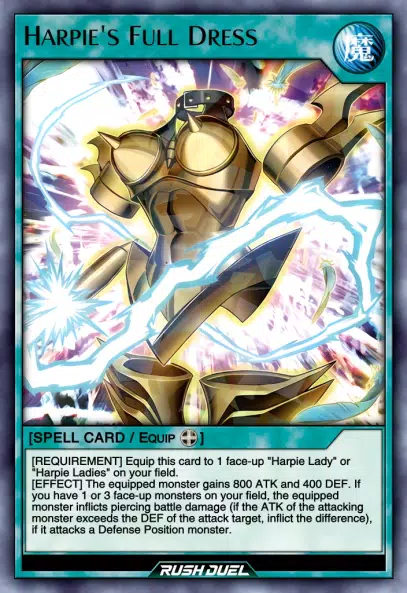 HARPIE'S FULL DRESS
魔
[SPELL CARD / EQUIP ]
[REQUIREMENT] Equip this card to 1 face-up "Harpie Lady" or
"Harpie Ladies" on your field.
[EFFECT] The equipped monster gains 800 ATK and 400 DEF. If
you have 1 or 3 face-up monsters on your field, the equipped
monster inflicts piercing battle damage (if the ATK of the attacking
monster exceeds the DEF of the attack target, inflict the difference),
if it attacks a Defense Position monster.
RUSH DUEL